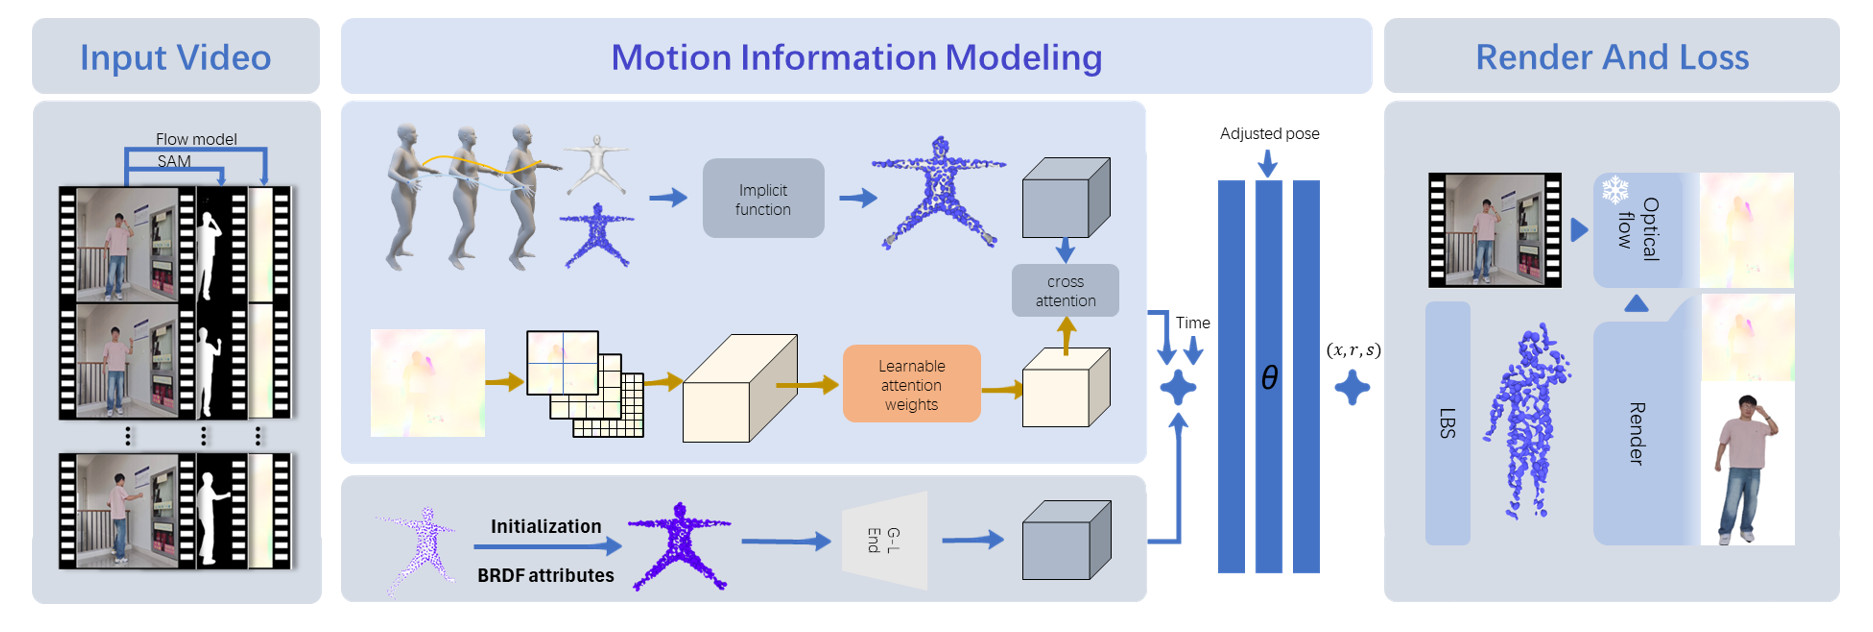 Input Video
Motion Information Modeling
Render And Loss
Flow model
SAM
Implicit
function
cross
attention
Learnable
attention
weights
Initialization
BRDF attributes
G-L
End
Adjusted pose
Time
θ
(x, r, s)
Optical
flow
LBS
Render